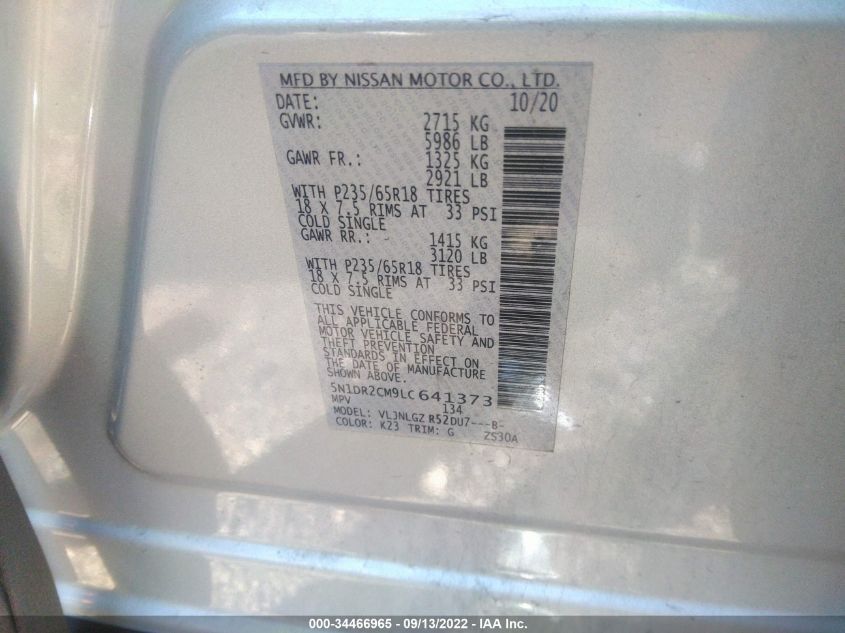 MFD BY NISSAN MOTOR CO., LTD.
DATE: 10/20
GVWR: 2715 KG
5986 LB
GAWR FR.: 1325 KG
2921 LB
WITH P235/65R18 TIRES
18 X 7.5 RIMS AT 33 PSI
COLD SINGLE
GAWR RR.: 1415 KG
3120 LB
WITH P235/65R18 TIRES
18 X 7.5 RIMS AT 33 PSI
COLD SINGLE
THIS VEHICLE CONFORMS TO
ALL APPLICABLE FEDERAL
MOTOR VEHICLE SAFETY AND
THEFT PREVENTION
STANDARDS IN EFFECT ON
THE DATE OF MANUFACTURE
SHOWN ABOVE.
5N1DR2CM9LC641373
MPV 134
MODEL: VLJNLGZ R52DU7---B-
COLOR: K23 TRIM: G ZS30A
000-34466965 - 09/13/2022 - IAA Inc.